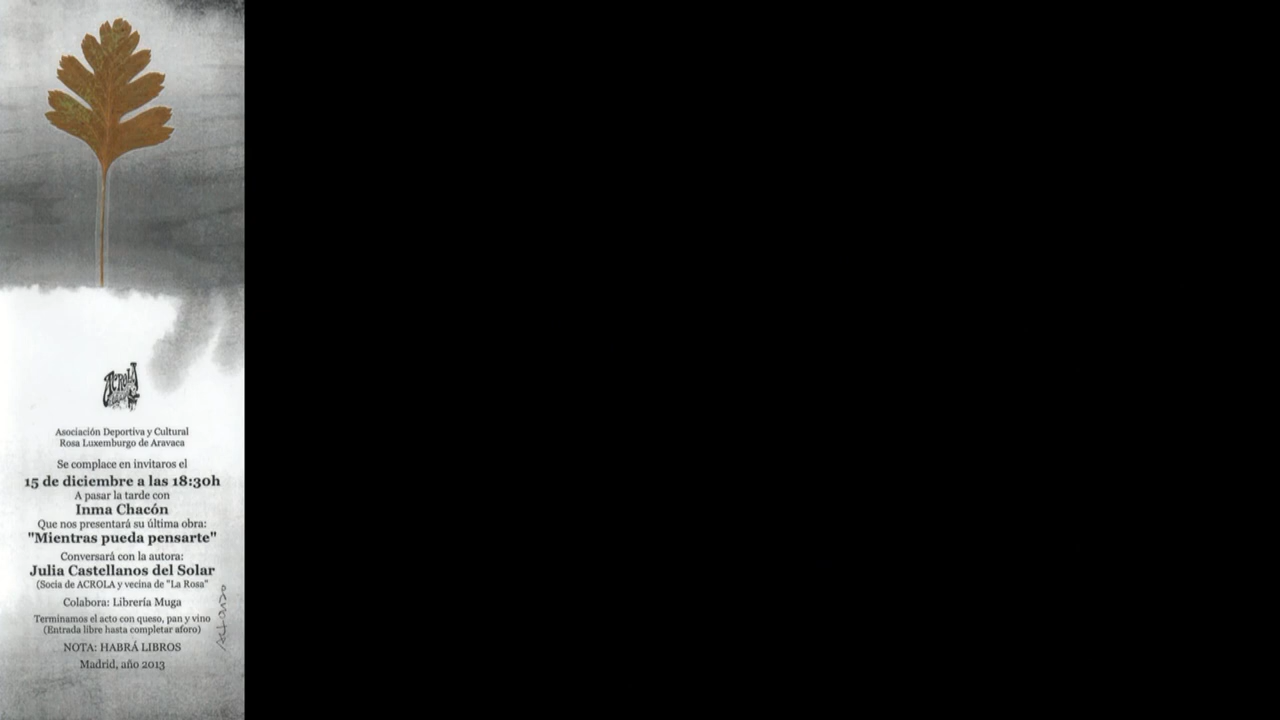 ACROLA
Asociación Deportiva y Cultural
Rosa Luxemburgo de Aravaca
Se complace en invitaros el
15 de diciembre a las 18:30h
A pasar la tarde con
Inma Chacón
Que nos presentará su última obra:
"Mientras pueda pensarte"
Conversará con la autora:
Julia Castellanos del Solar
(Socia de ACROLA y vecina de "La Rosa"
Colabora: Librería Muga
Terminamos el acto con queso, pan y vino
(Entrada libre hasta completar aforo)
NOTA: HABRÁ LIBROS
Madrid, año 2013